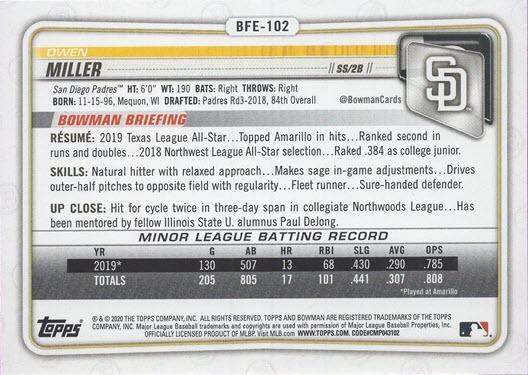 BFE-102
OWEN
MILLER
// SS/2B //
San Diego Padres™ HT: 6'0" WT: 190 BATS: Right THROWS: Right
BORN: 11-15-96, Mequon, WI DRAFTED: Padres Rd3-2018, 84th Overall
@BowmanCards
SD
BOWMAN BRIEFING
RÉSUMÉ: 2019 Texas League All-Star...Topped Amarillo in hits...Ranked second in
runs and doubles...2018 Northwest League All-Star selection...Raked .384 as college junior.
SKILLS: Natural hitter with relaxed approach...Makes sage in-game adjustments...Drives
outer-half pitches to opposite field with regularity...Fleet runner...Sure-handed defender.
UP CLOSE: Hit for cycle twice in three-day span in collegiate Northwoods League...Has
been mentored by fellow Illinois State U. alumnus Paul DeJong.
MINOR LEAGUE BATTING RECORD
YR G AB HR RBI SLG AVG OPS
2019* 130 507 13 68 .430 .290 .785
TOTALS 205 805 17 101 .441 .307 .808
*Played at Amarillo
Topps
® & © 2020 THE TOPPS COMPANY, INC. ALL RIGHTS RESERVED. TOPPS AND BOWMAN ARE REGISTERED TRADEMARKS OF THE TOPPS
COMPANY, INC. Major League Baseball trademarks and copyrights are used with permission of Major League Baseball Properties, Inc.
OFFICIALLY LICENSED PRODUCT OF MLBP. Visit MLB.com WWW.TOPPS.COM. CODE#CMP043102